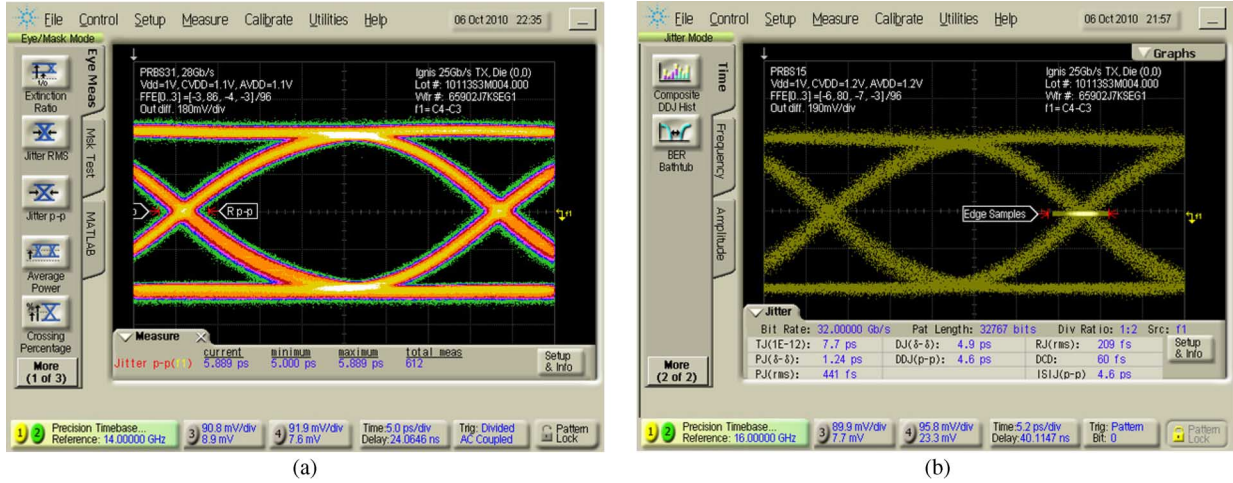 File Control Setup Measure Calibrate Utilities Help 06 Oct 2010 22:35
Eye/Mask Mode
Extinction
Ratio
Jitter RMS
Jitter p-p
Average
Power
Crossing
Percentage
More
(1 of 3)
Eye Meas
Msk Test
MATLAB
PRBS31, 28Gb/s
Vdd=1V, CVDD=1.1V, AVDD=1.1V
FFE[0..3] =[-3, 86, -4, -3]/96
Out diff. 180mV/div
Ignis 25Gb/s TX, Die (0,0)
Lot #: 10113S3M004.000
Wfr #: 65902J7KSEG1
f1= C4-C3
R p-p
f1
Measure
current minimum maximum total meas
Jitter p-p(f1) 5.889 ps 5.000 ps 5.889 ps 612
Setup
& Info
1 2 Precision Timebase...
Reference: 14.00000 GHz
3 90.8 mV/div
8.9 mV
4 91.9 mV/div
7.6 mV
Time:5.0 ps/div
Delay:24.0646 ns
Trig: Divided
AC Coupled
Pattern
Lock
(a)
File Control Setup Measure Calibrate Utilities Help 06 Oct 2010 21:57
Jitter Mode
Composite
DDJ Hist
BER
Bathtub
More
(2 of 2)
Time
Frequency
Amplitude
Graphs
PRBS15
Vdd=1V, CVDD=1.2V, AVDD=1.2V
FFE[0..3] =[-6, 80, -7, -3]/96
Out diff. 190mV/div
Ignis 25Gb/s TX, Die (0,0)
Lot #: 10113S3M004.000
Wfr #: 65902J7KSEG1
f1= C4-C3
Edge Samples
f1
Jitter
Bit Rate: 32.00000 Gb/s Pat Length: 32767 bits Div Ratio: 1:2 Src: f1
TJ(1E-12): 7.7 ps DJ(δ-δ): 4.9 ps RJ(rms): 209 fs
PJ(δ-δ): 1.24 ps DDJ(p-p): 4.6 ps DCD: 60 fs
PJ(rms): 441 fs ISIJ(p-p) 4.6 ps
Setup
& Info
1 2 Precision Timebase...
Reference: 16.00000 GHz
3 89.9 mV/div
7.7 mV
4 95.8 mV/div
23.3 mV
Time:5.2 ps/div
Delay:40.1147 ns
Trig: Pattern
Bit: 0
Pattern
Lock
(b)